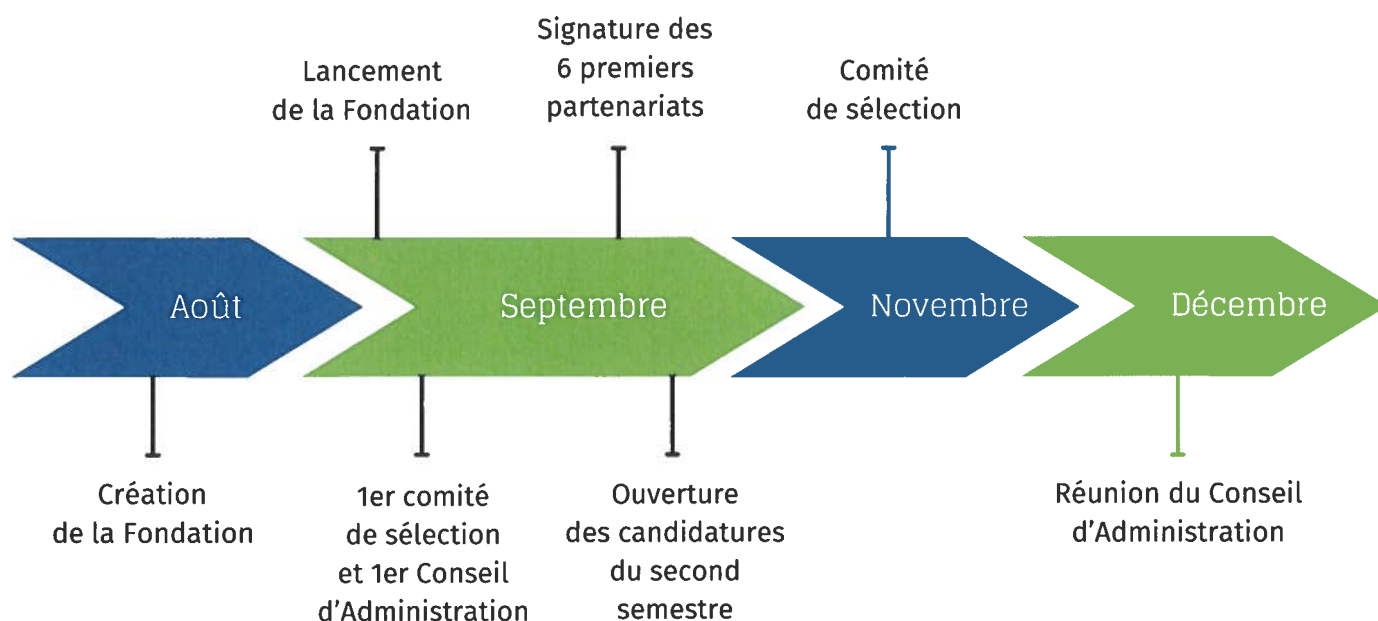 Lancement
de la Fondation
Signature des
6 premiers
partenariats
Comité
de sélection
Août
Septembre
Novembre
Décembre
Création
de la Fondation
1er comité
de sélection
et 1er Conseil
d'Administration
Ouverture
des candidatures
du second
semestre
Réunion du Conseil
d'Administration